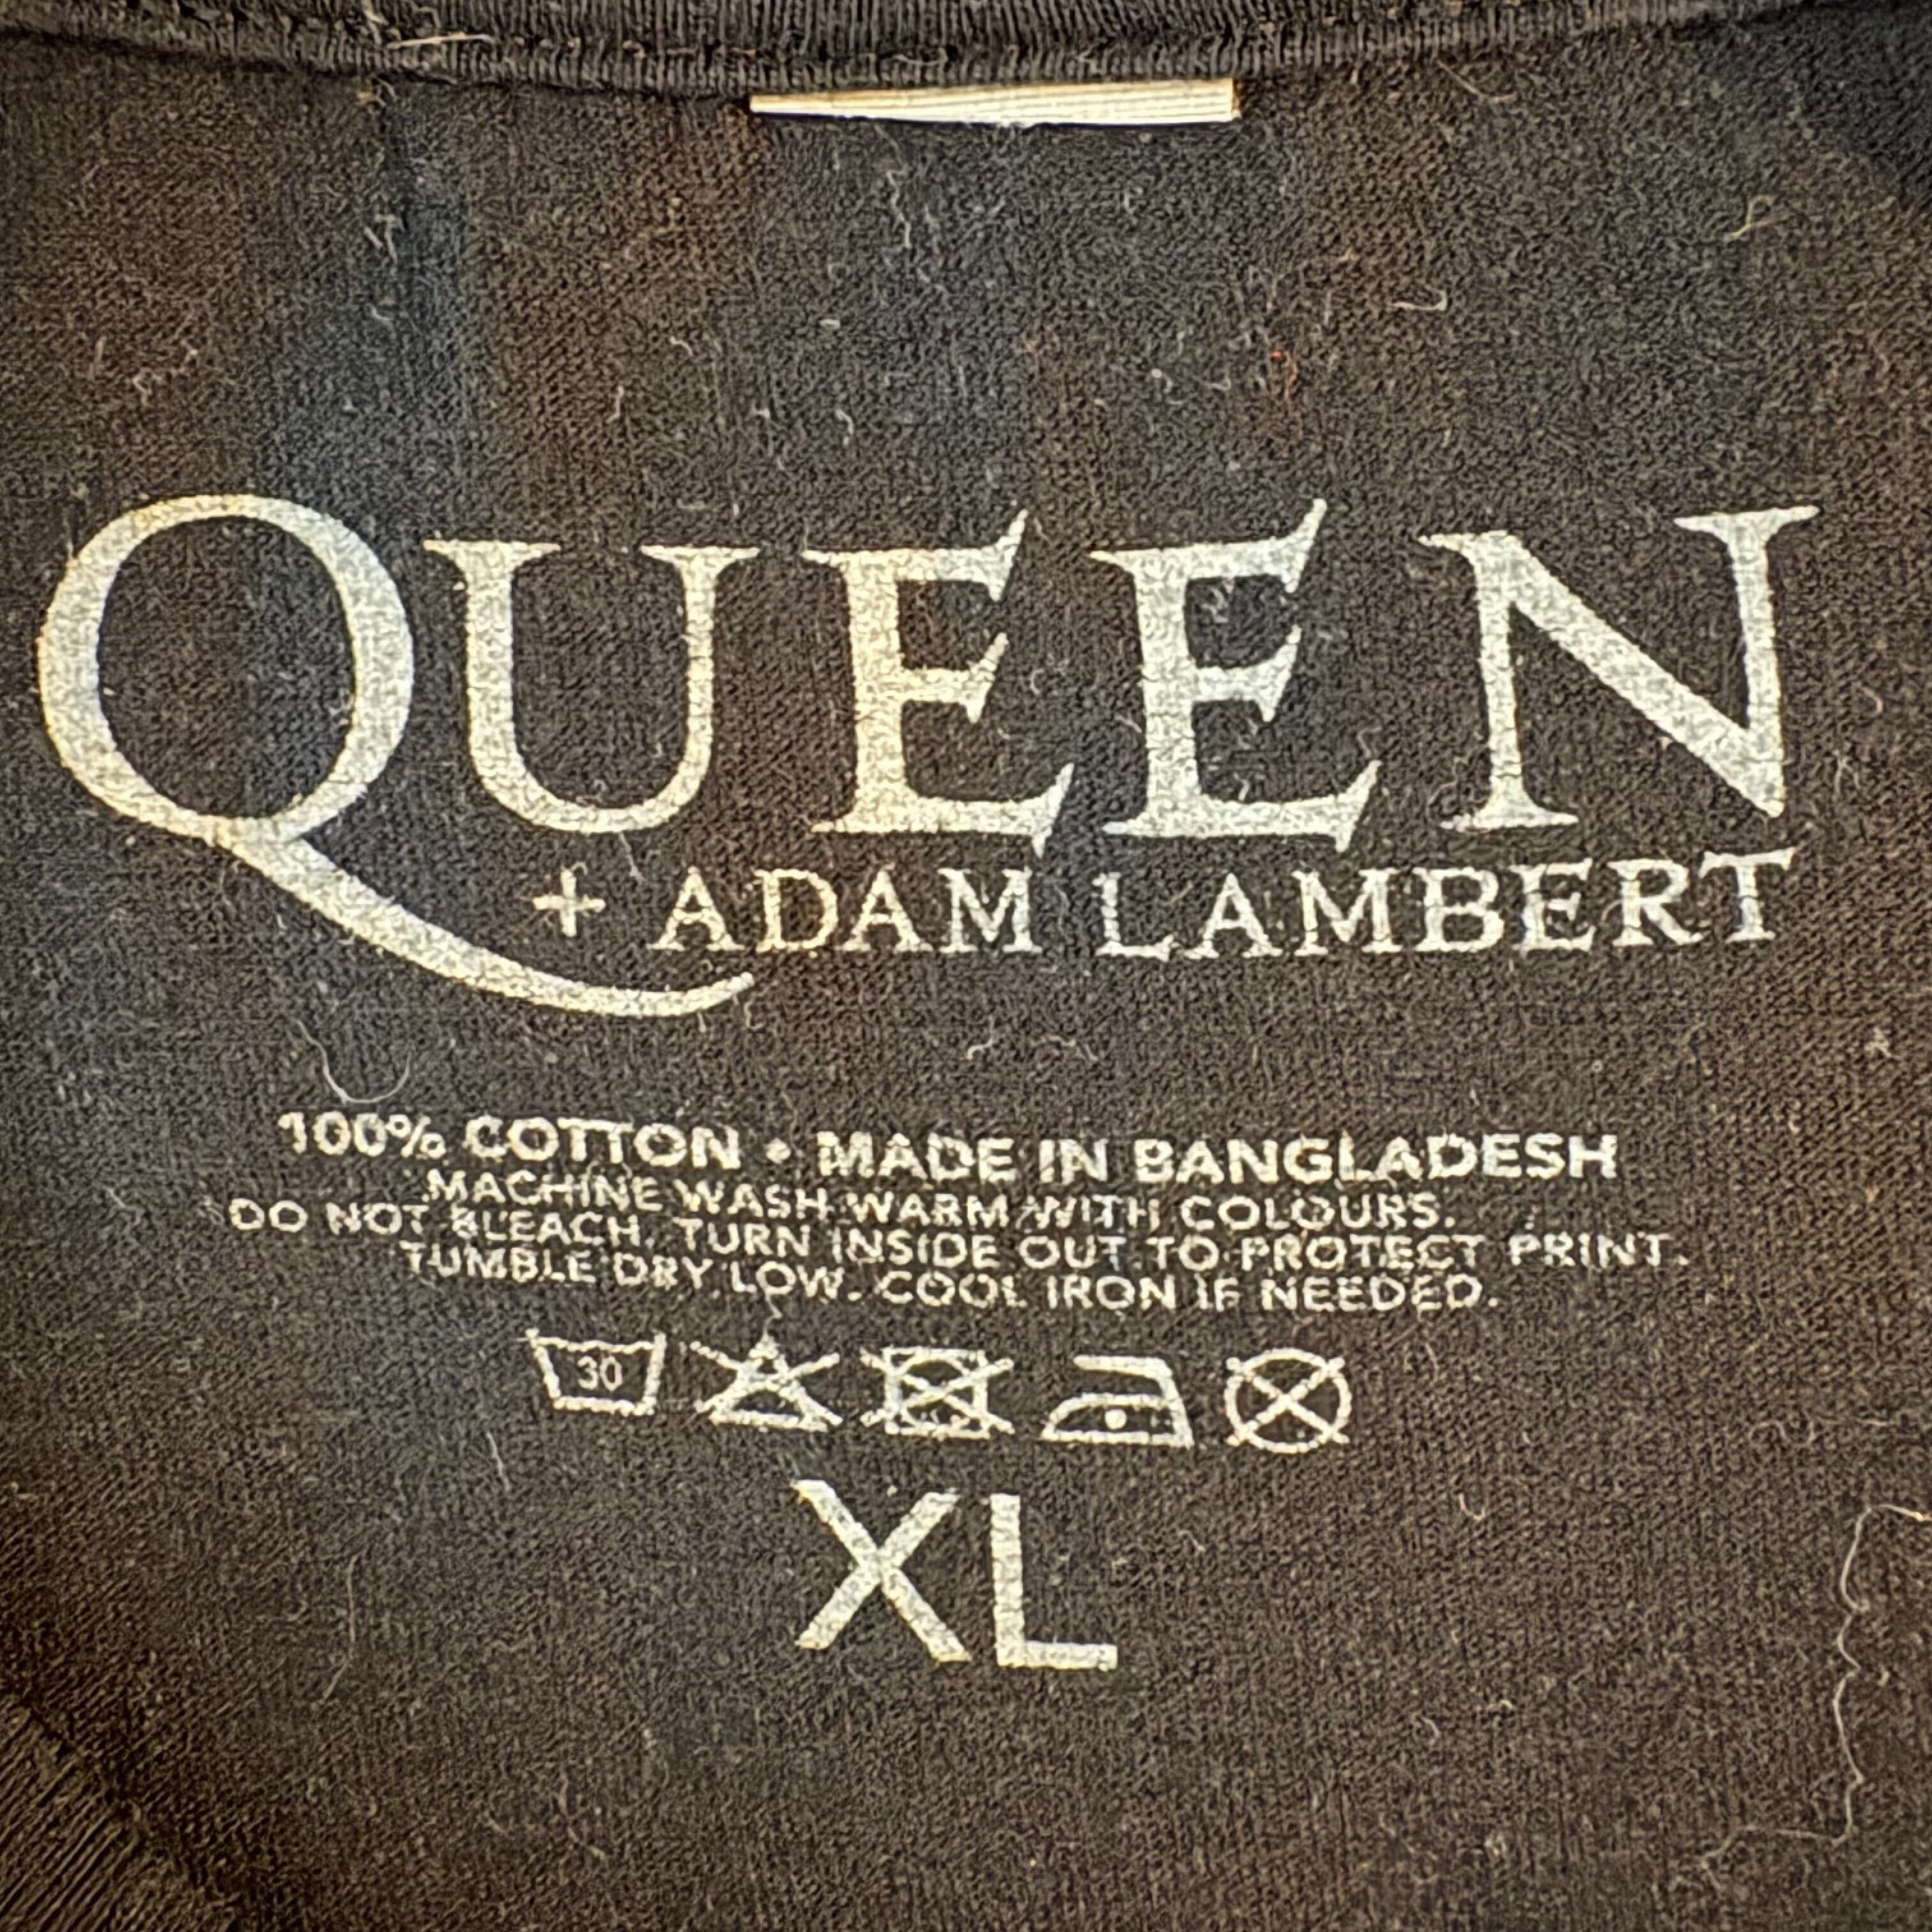 QUEEN
+ ADAM LAMBERT
100% COTTON • MADE IN BANGLADESH
MACHINE WASH WARM WITH COLOURS.
DO NOT BLEACH. TURN INSIDE OUT TO PROTECT PRINT.
TUMBLE DRY LOW. COOL IRON IF NEEDED.
30
XL